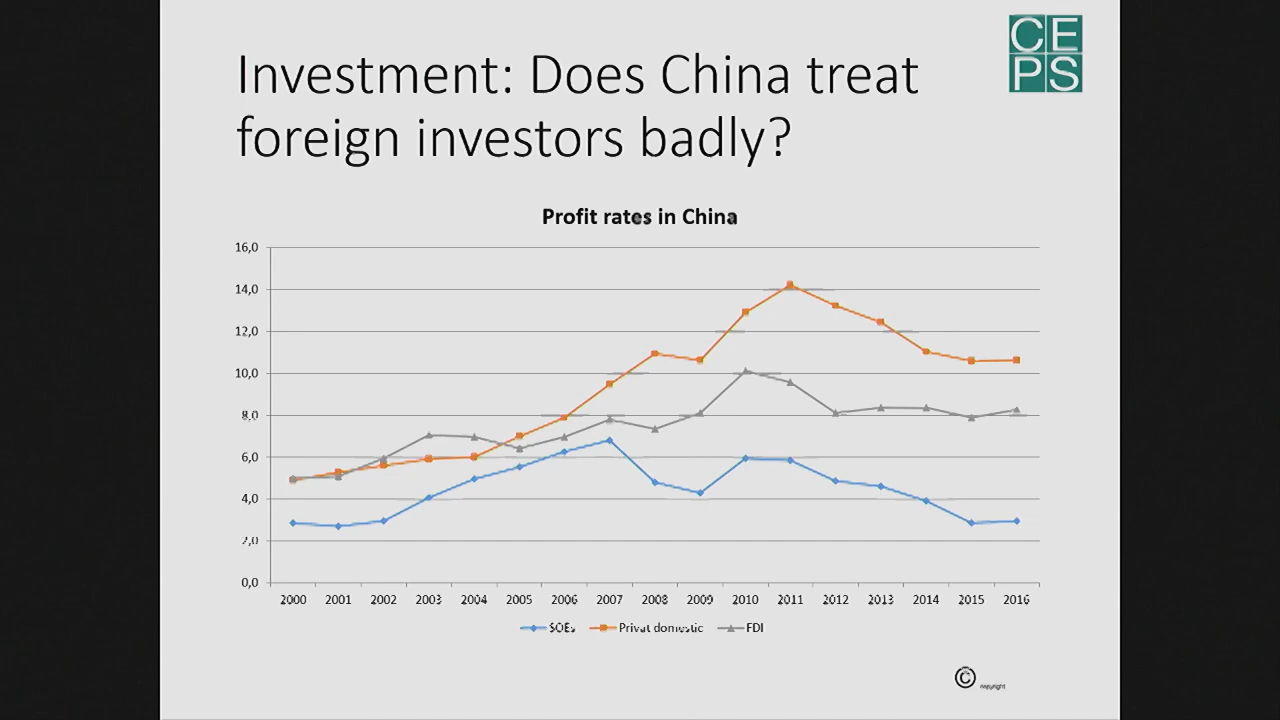 CE
PS
Investment: Does China treat
foreign investors badly?
Profit rates in China
16,0
14,0
12,0
10,0
8,0
6,0
4,0
2,0
0,0
2000 2001 2002 2003 2004 2005 2006 2007 2008 2009 2010 2011 2012 2013 2014 2015 2016
SOEs Privat domestic FDI
© copyright